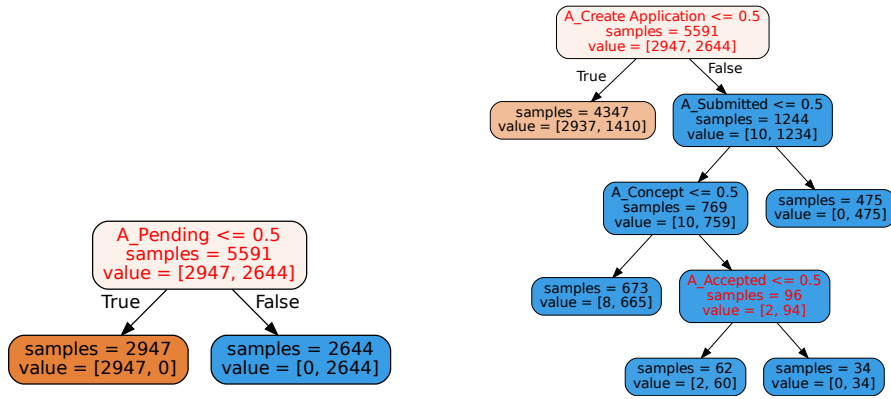 A_Pending <= 0.5
samples = 5591
value = [2947, 2644]
True
False
samples = 2947
value = [2947, 0]
samples = 2644
value = [0, 2644]
A_Create Application <= 0.5
samples = 5591
value = [2947, 2644]
True
False
samples = 4347
value = [2937, 1410]
A_Submitted <= 0.5
samples = 1244
value = [10, 1234]
A_Concept <= 0.5
samples = 769
value = [10, 759]
samples = 475
value = [0, 475]
samples = 673
value = [8, 665]
A_Accepted <= 0.5
samples = 96
value = [2, 94]
samples = 62
value = [2, 60]
samples = 34
value = [0, 34]